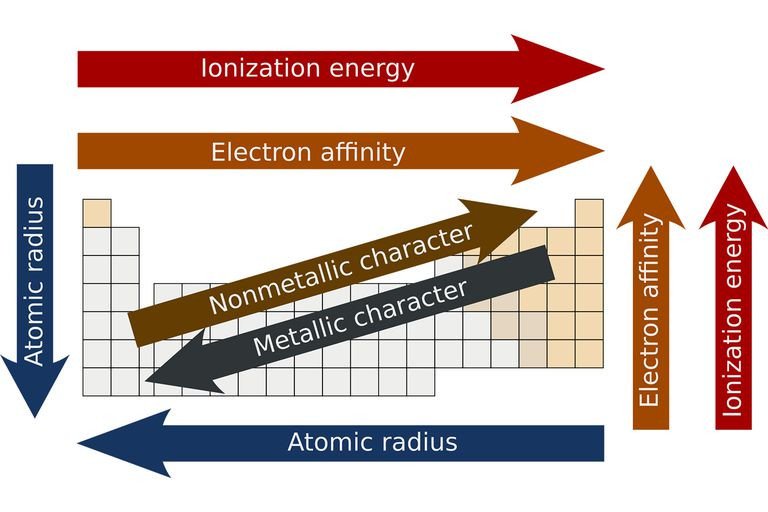 Ionization energy
Electron affinity
Atomic radius
Nonmetallic character
Metallic character
Electron affinity
Ionization energy
Atomic radius